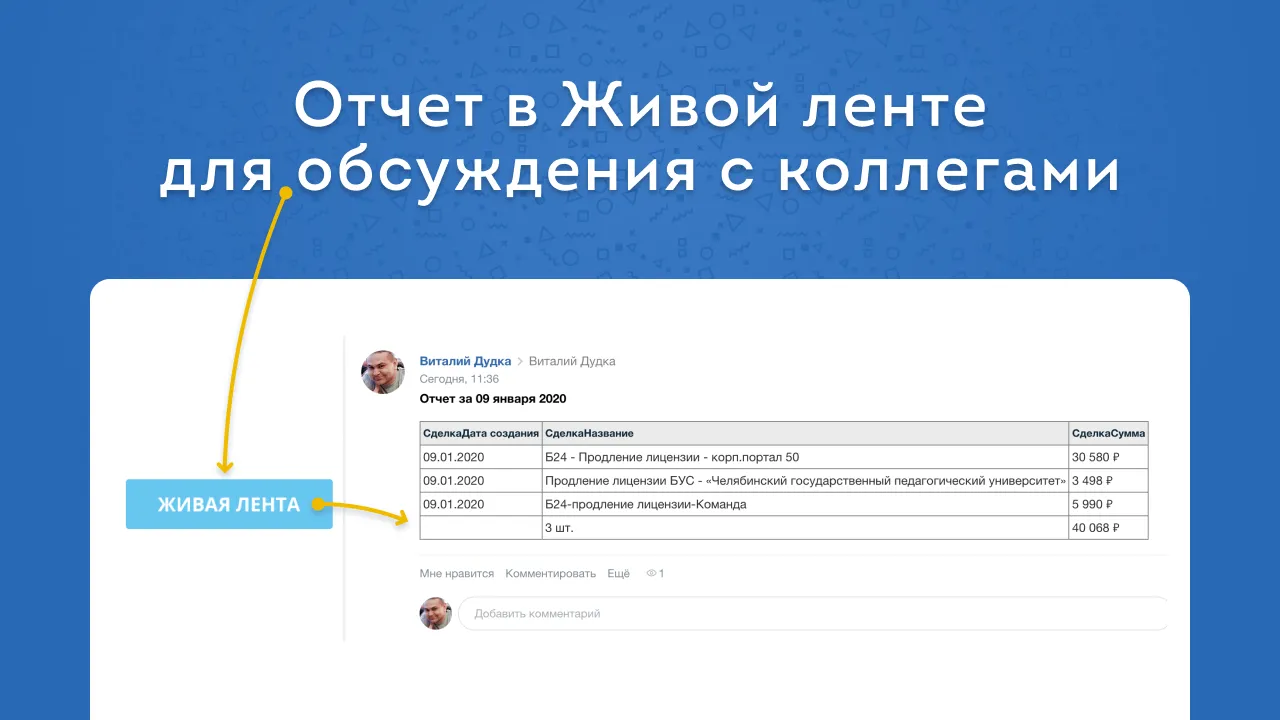 Отчет в Живой ленте
для обсуждения с коллегами
ЖИВАЯ ЛЕНТА
Виталий Дудка > Виталий Дудка
Сегодня, 11:36
Отчет за 09 января 2020
СделкаДата создания СделкаНазвание СделкаСумма
09.01.2020 Б24 - Продление лицензии - корп.портал 50 30 580 ₽
09.01.2020 Продление лицензии БУС - «Челябинский государственный педагогический университет» 3 498 ₽
09.01.2020 Б24-продление лицензии-Команда 5 990 ₽
3 шт. 40 068 ₽
Мне нравится Комментировать Ещё 1
Добавить комментарий